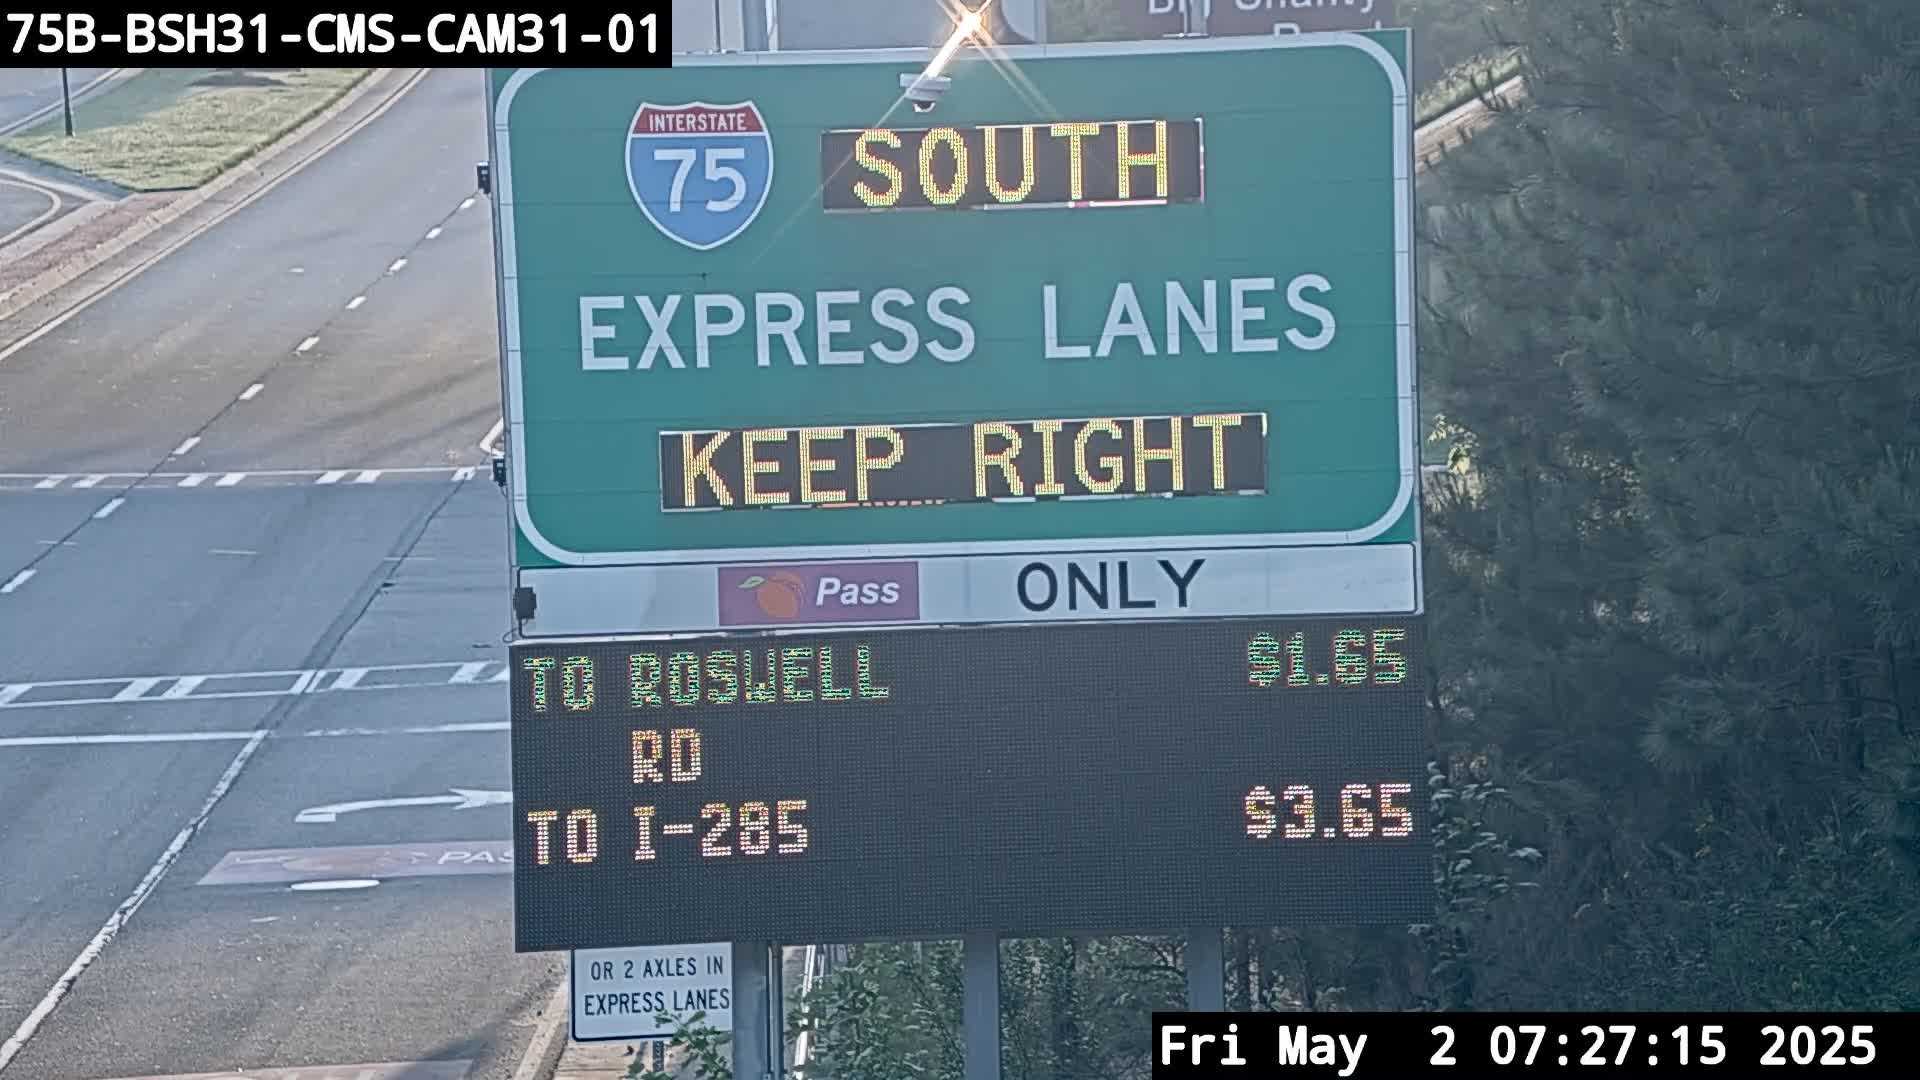 75B-BSH31-CMS-CAM31-01
INTERSTATE
75
SOUTH
EXPRESS LANES
KEEP RIGHT
Pass ONLY
TO ROSWELL $1.65
RD
TO I-285 $3.65
OR 2 AXLES IN
EXPRESS LANES
Fri May 2 07:27:15 2025